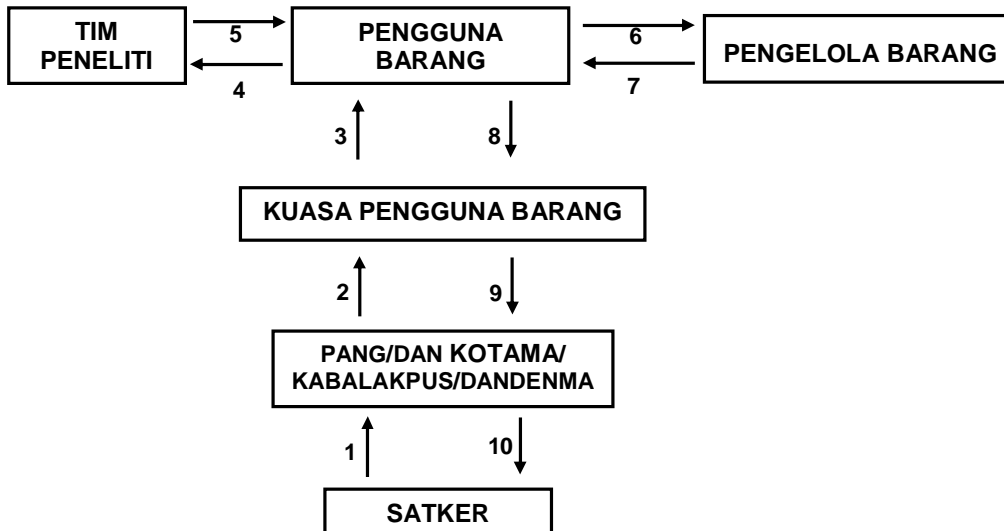 TIM
PENELITI
5
4
PENGGUNA
BARANG
6
7
PENGELOLA BARANG
3
8
KUASA PENGGUNA BARANG
2
9
PANG/DAN KOTAMA/
KABALAKPUS/DANDENMA
1
10
SATKER